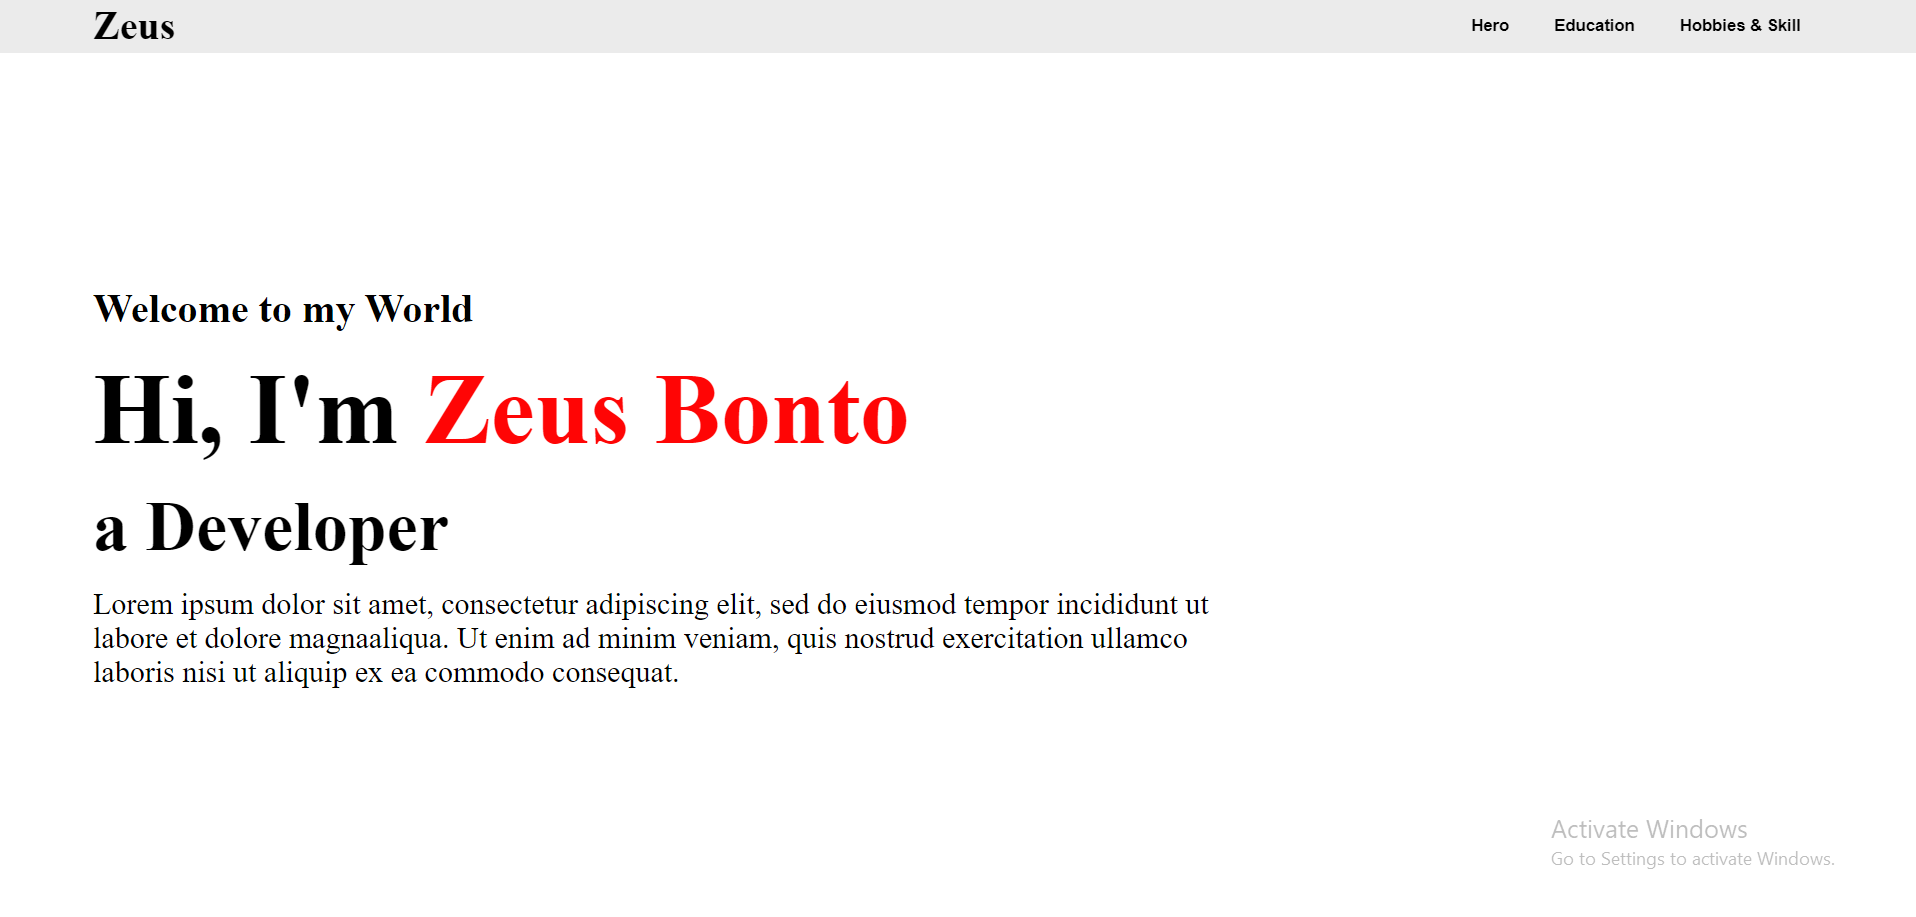 Zeus
Hero
Education
Hobbies & Skill
Welcome to my World
Hi, I'm Zeus Bonto
a Developer
Lorem ipsum dolor sit amet, consectetur adipiscing elit, sed do eiusmod tempor incididunt ut
labore et dolore magnaaliqua. Ut enim ad minim veniam, quis nostrud exercitation ullamco
laboris nisi ut aliquip ex ea commodo consequat.
Activate Windows
Go to Settings to activate Windows.